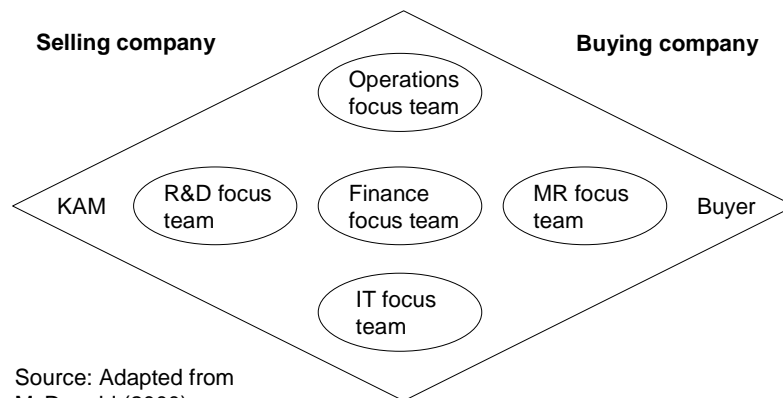 Selling company
Buying company
Operations
focus team
KAM
R&D focus
team
Finance
focus team
MR focus
team
Buyer
IT focus
team
Source: Adapted from